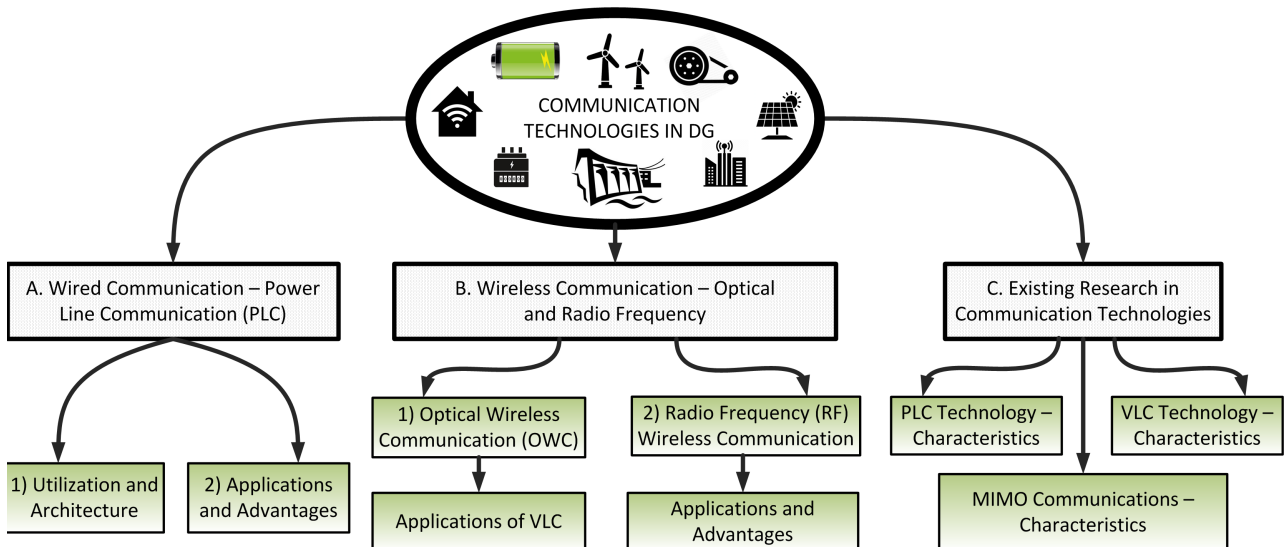 COMMUNICATION
TECHNOLOGIES IN DG
A. Wired Communication – Power
Line Communication (PLC)
B. Wireless Communication – Optical
and Radio Frequency
C. Existing Research in
Communication Technologies
1) Utilization and
Architecture
2) Applications
and Advantages
1) Optical Wireless
Communication (OWC)
Applications of VLC
2) Radio Frequency (RF)
Wireless Communication
Applications and
Advantages
PLC Technology –
Characteristics
MIMO Communications –
Characteristics
VLC Technology –
Characteristics